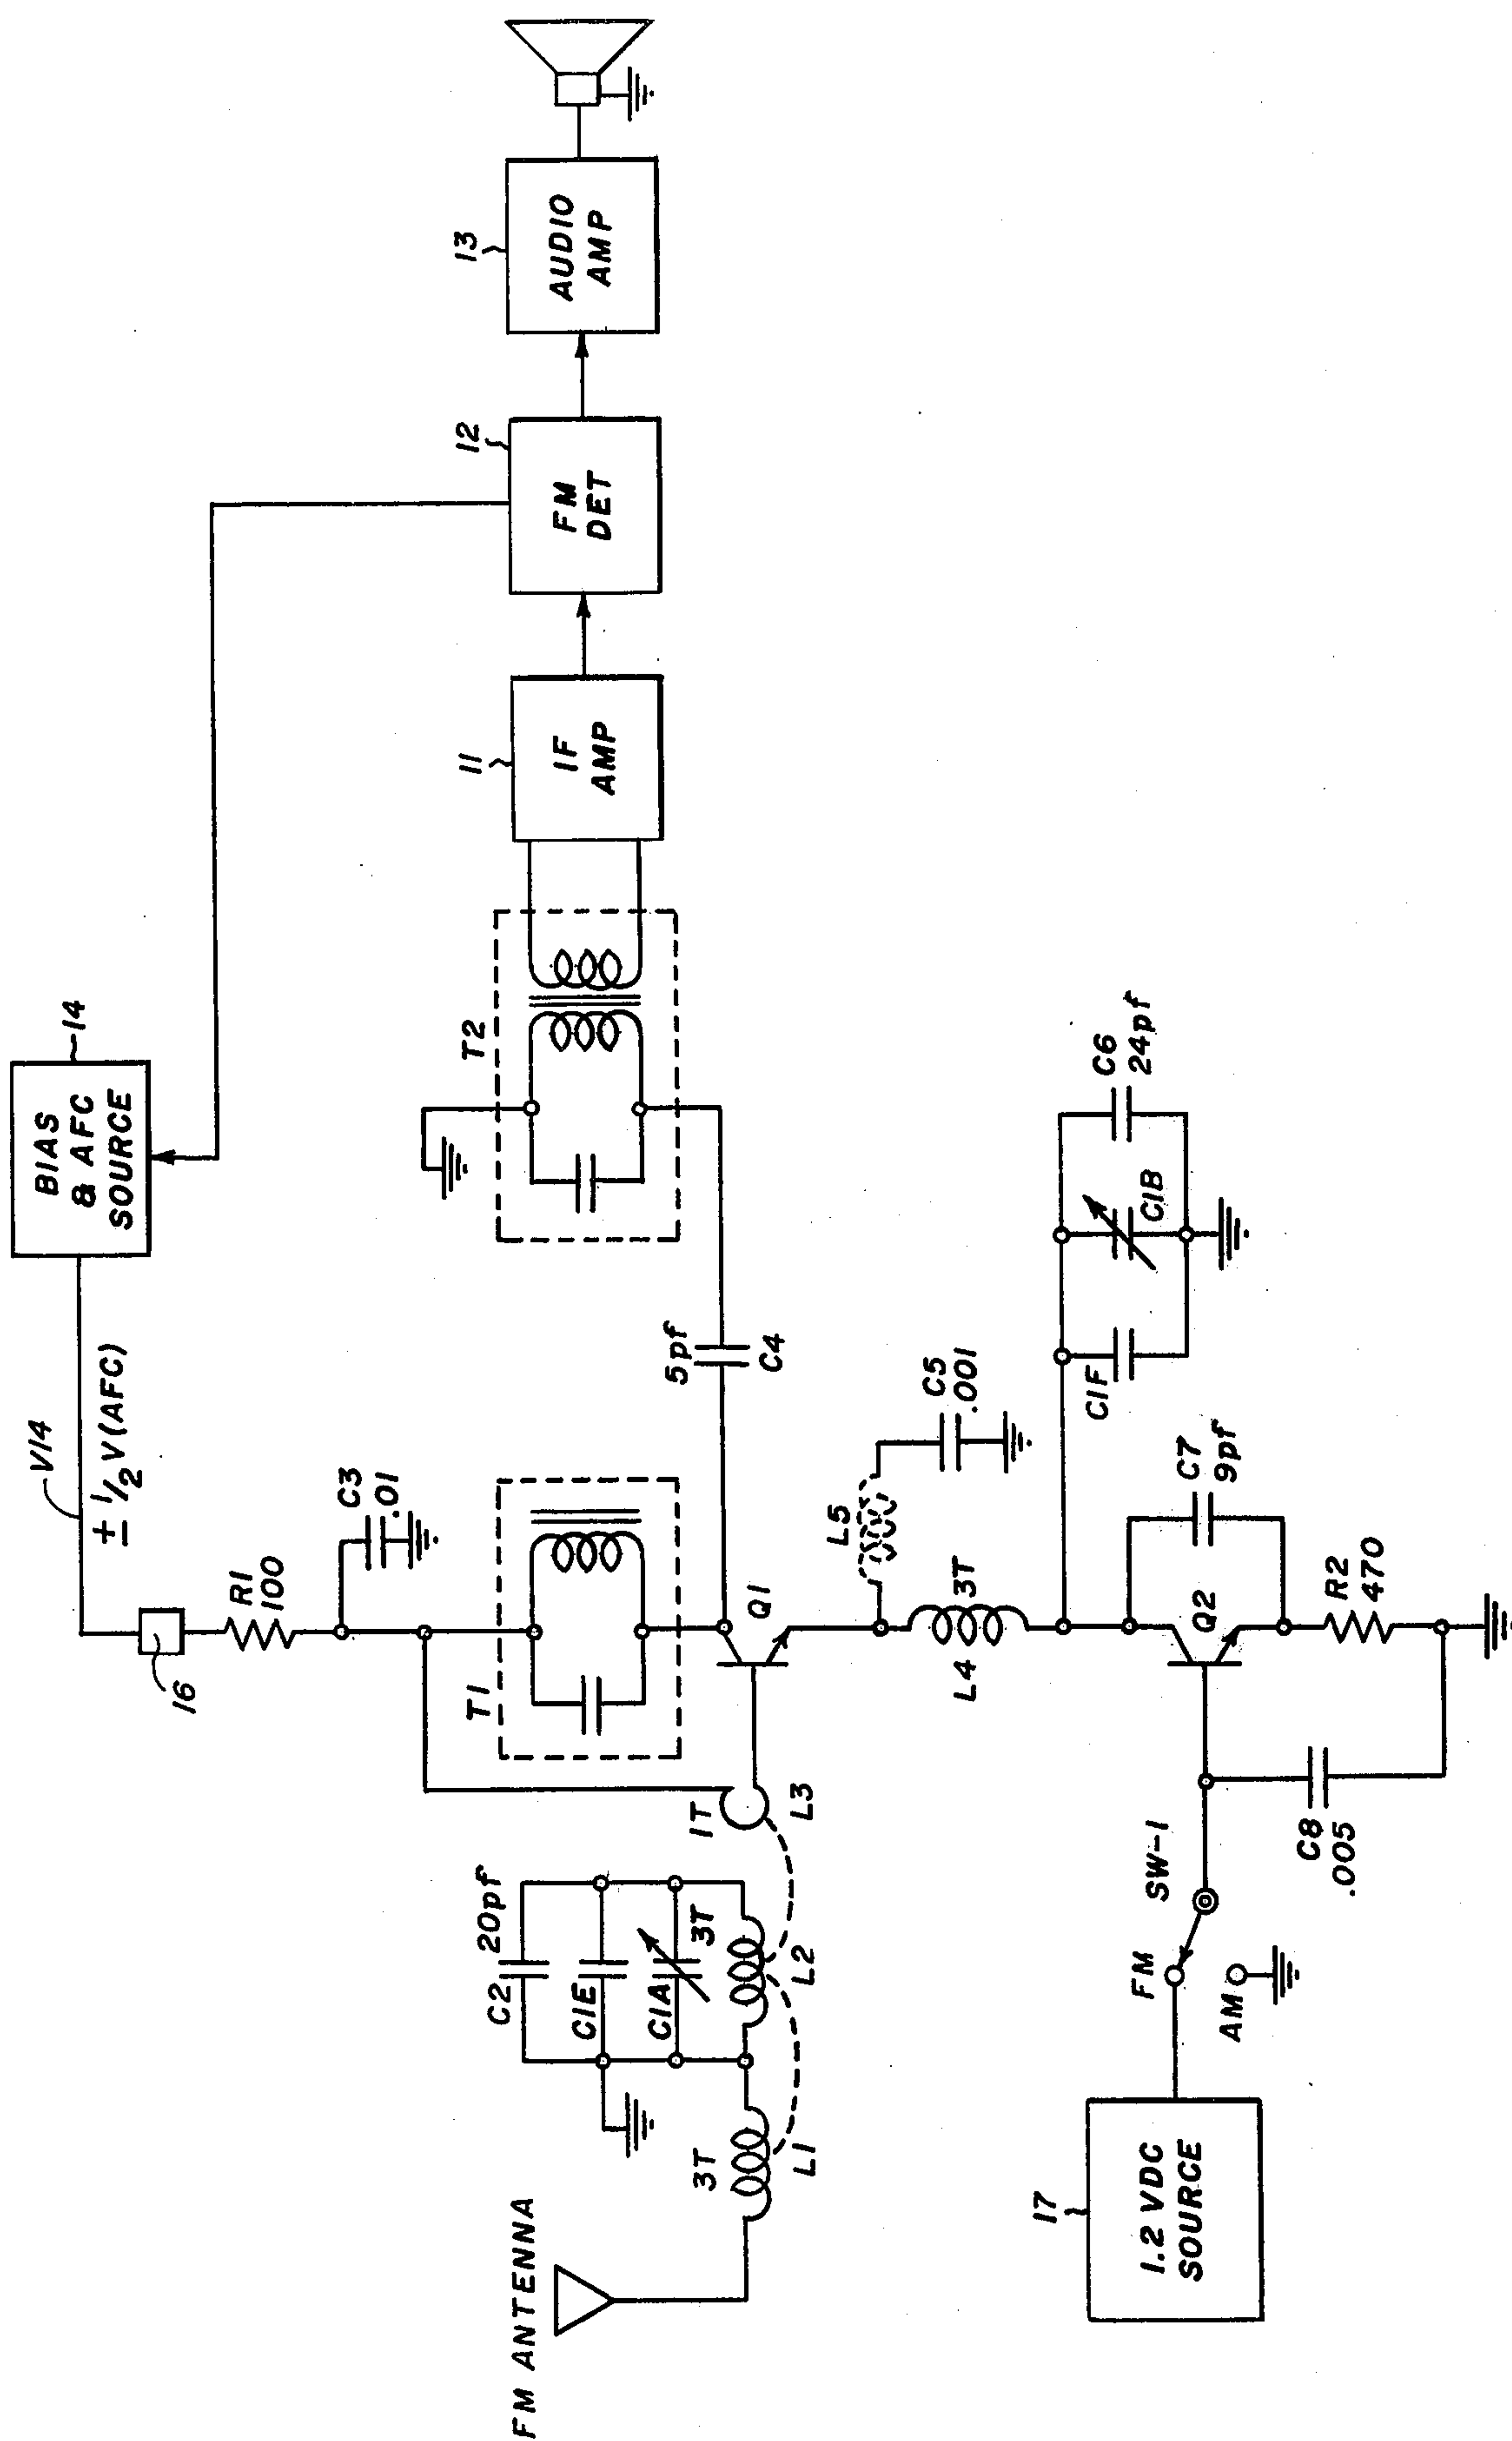 BIAS
& AFC
SOURCE
14
V14
± 1/2 V (AFC)
16
R1
100
C3
.01
T1
T2
11
IF
AMP
12
FM
DET
13
AUDIO
AMP
FM ANTENNA
3T
L1
C2
20pf
C1E
C1A
3T
L2
1T
L3
Q1
5pf
C4
L5
C5
.001
L4
3T
C1F
C1B
C6
24pf
C7
9pf
Q2
R2
470
17
1.2 VDC
SOURCE
FM
AM
SW-1
C8
.005